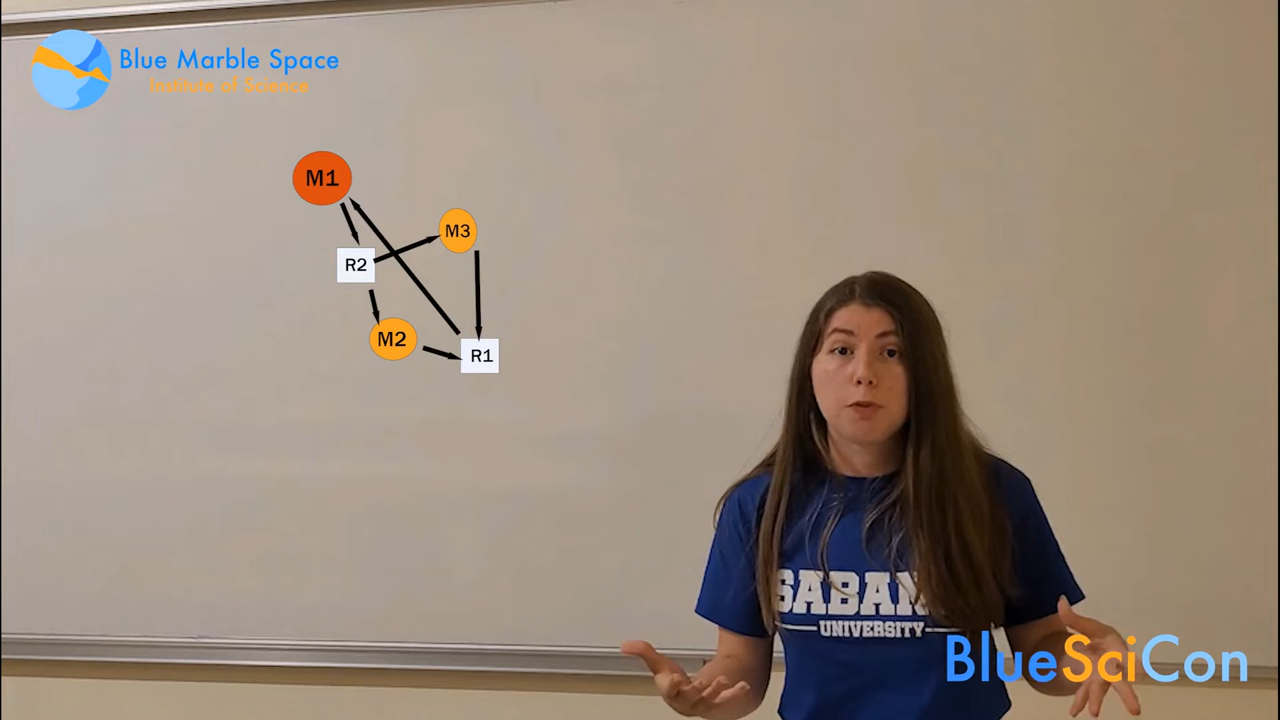 Blue Marble Space
Institute of Science
M1
M3
R2
M2
R1
UNIVERSITY
BlueSciCon